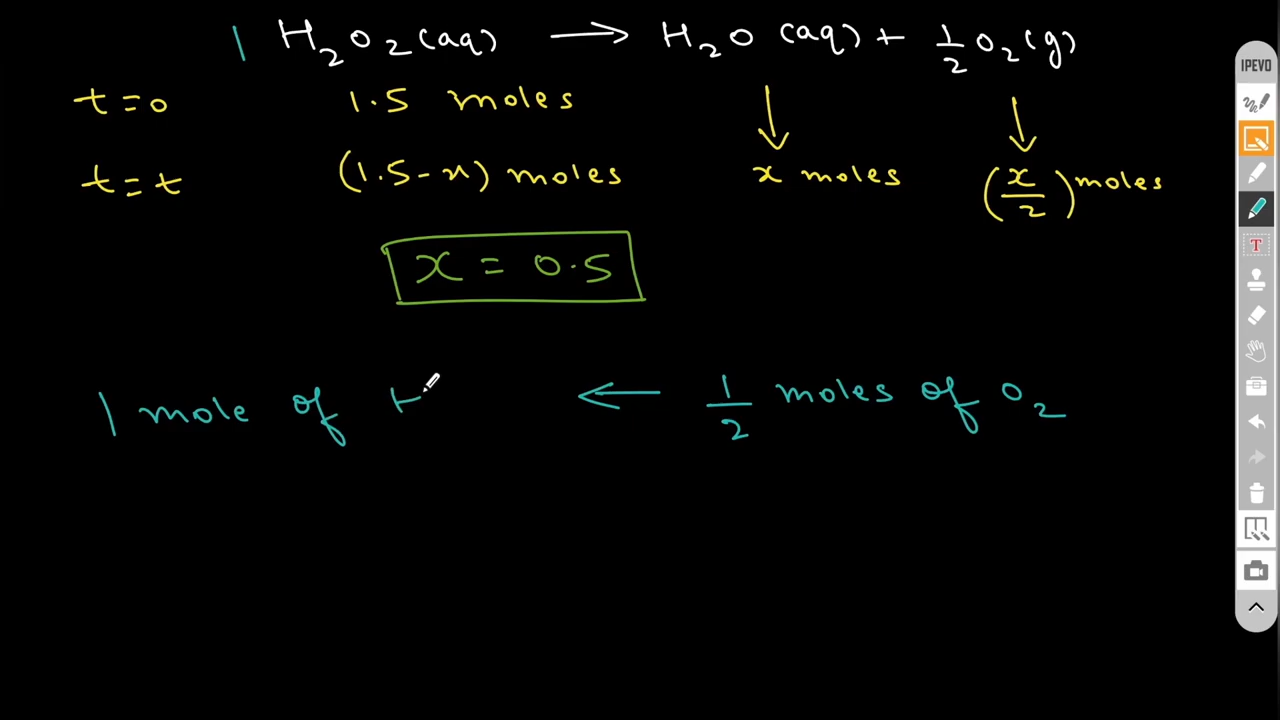 1 H₂O₂(aq) ⟶ H₂O (aq) + 1/2 O₂(g)
t=0 1.5 moles
t=t (1.5-x) moles x moles (x/2) moles
x = 0.5
1 mole of ← 1/2 moles of O₂
IPEVO
T